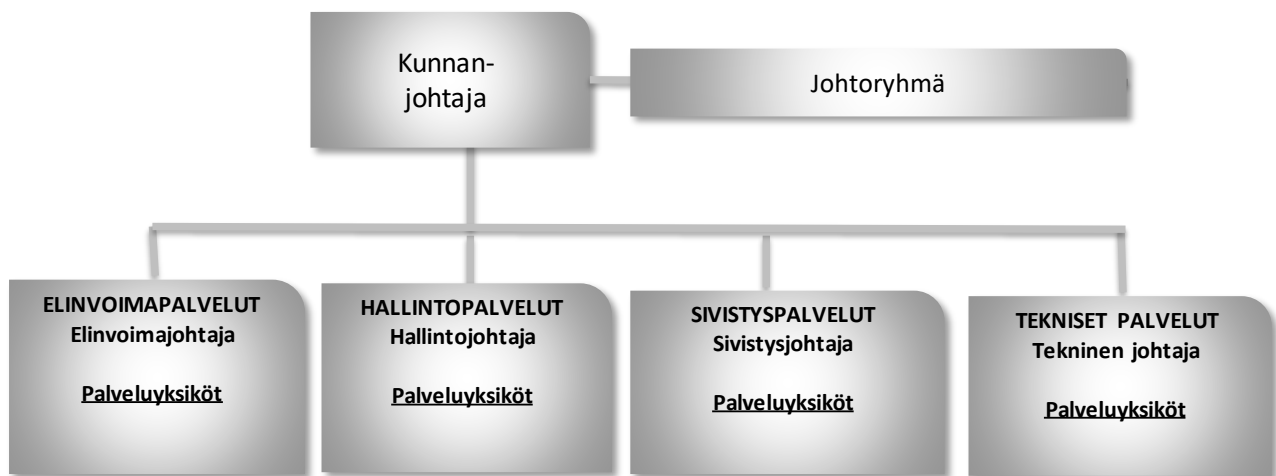 Kunnan-
johtaja
Johtoryhmä
ELINVOIMAPALVELUT
Elinvoimajohtaja
Palveluyksiköt
HALLINTOPALVELUT
Hallintojohtaja
Palveluyksiköt
SIVISTYSPALVELUT
Sivistysjohtaja
Palveluyksiköt
TEKNISET PALVELUT
Tekninen johtaja
Palveluyksiköt